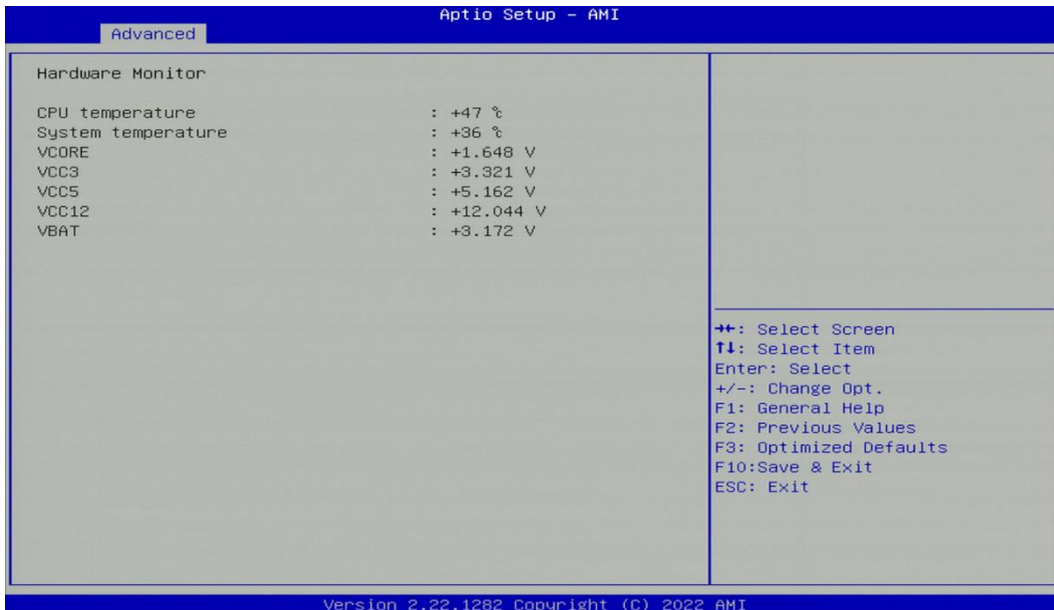 Aptio Setup – AMI
Advanced
Hardware Monitor
CPU temperature : +47 ℃
System temperature : +36 ℃
VCORE : +1.648 V
VCC3 : +3.321 V
VCC5 : +5.162 V
VCC12 : +12.044 V
VBAT : +3.172 V
→←: Select Screen
↑↓: Select Item
Enter: Select
+/-: Change Opt.
F1: General Help
F2: Previous Values
F3: Optimized Defaults
F10:Save & Exit
ESC: Exit
Version 2.22.1282 Copyright (C) 2022 AMI